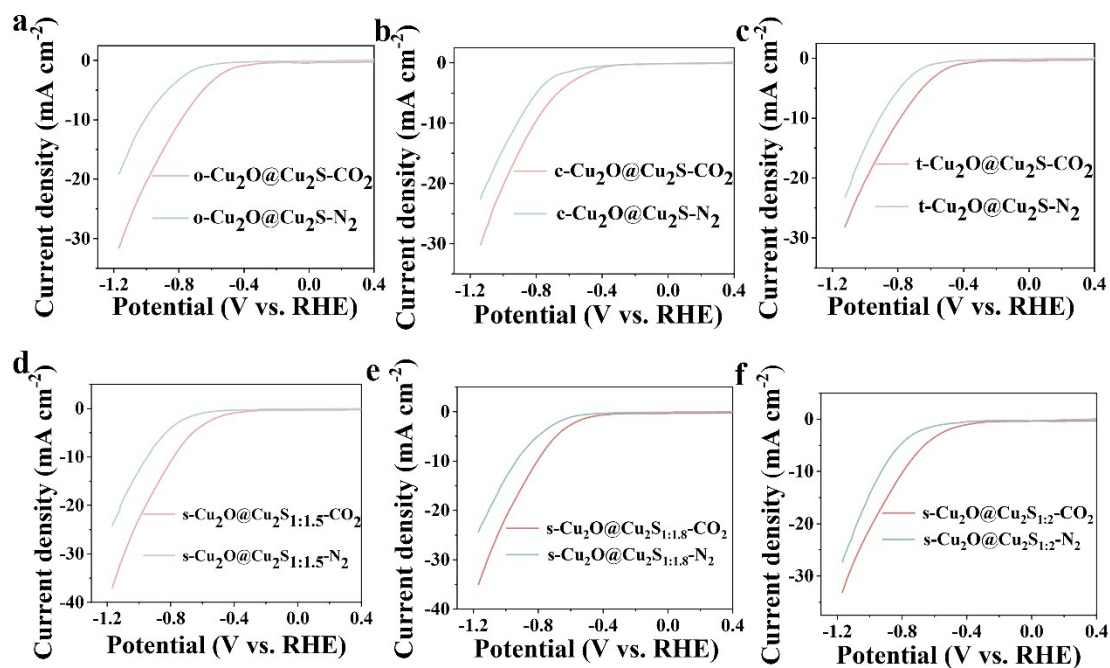 a
Current density (mA cm⁻²)
0
-10
-20
-30
-1.2 -0.8 -0.4 0.0 0.4
Potential (V vs. RHE)
o-Cu₂O@Cu₂S-CO₂
o-Cu₂O@Cu₂S-N₂
b
Current density (mA cm⁻²)
0
-10
-20
-30
-1.2 -0.8 -0.4 0.0 0.4
Potential (V vs. RHE)
c-Cu₂O@Cu₂S-CO₂
c-Cu₂O@Cu₂S-N₂
c
Current density (mA cm⁻²)
0
-10
-20
-30
-1.2 -0.8 -0.4 0.0 0.4
Potential (V vs. RHE)
t-Cu₂O@Cu₂S-CO₂
t-Cu₂O@Cu₂S-N₂
d
Current density (mA cm⁻²)
0
-10
-20
-30
-40
-1.2 -0.8 -0.4 0.0 0.4
Potential (V vs. RHE)
s-Cu₂O@Cu₂S₁:₁.₅-CO₂
s-Cu₂O@Cu₂S₁:₁.₅-N₂
e
Current density (mA cm⁻²)
0
-10
-20
-30
-40
-1.2 -0.8 -0.4 0.0 0.4
Potential (V vs. RHE)
s-Cu₂O@Cu₂S₁:₁.₈-CO₂
s-Cu₂O@Cu₂S₁:₁.₈-N₂
f
Current density (mA cm⁻²)
0
-10
-20
-30
-1.2 -0.8 -0.4 0.0 0.4
Potential (V vs. RHE)
s-Cu₂O@Cu₂S₁:₂-CO₂
s-Cu₂O@Cu₂S₁:₂-N₂